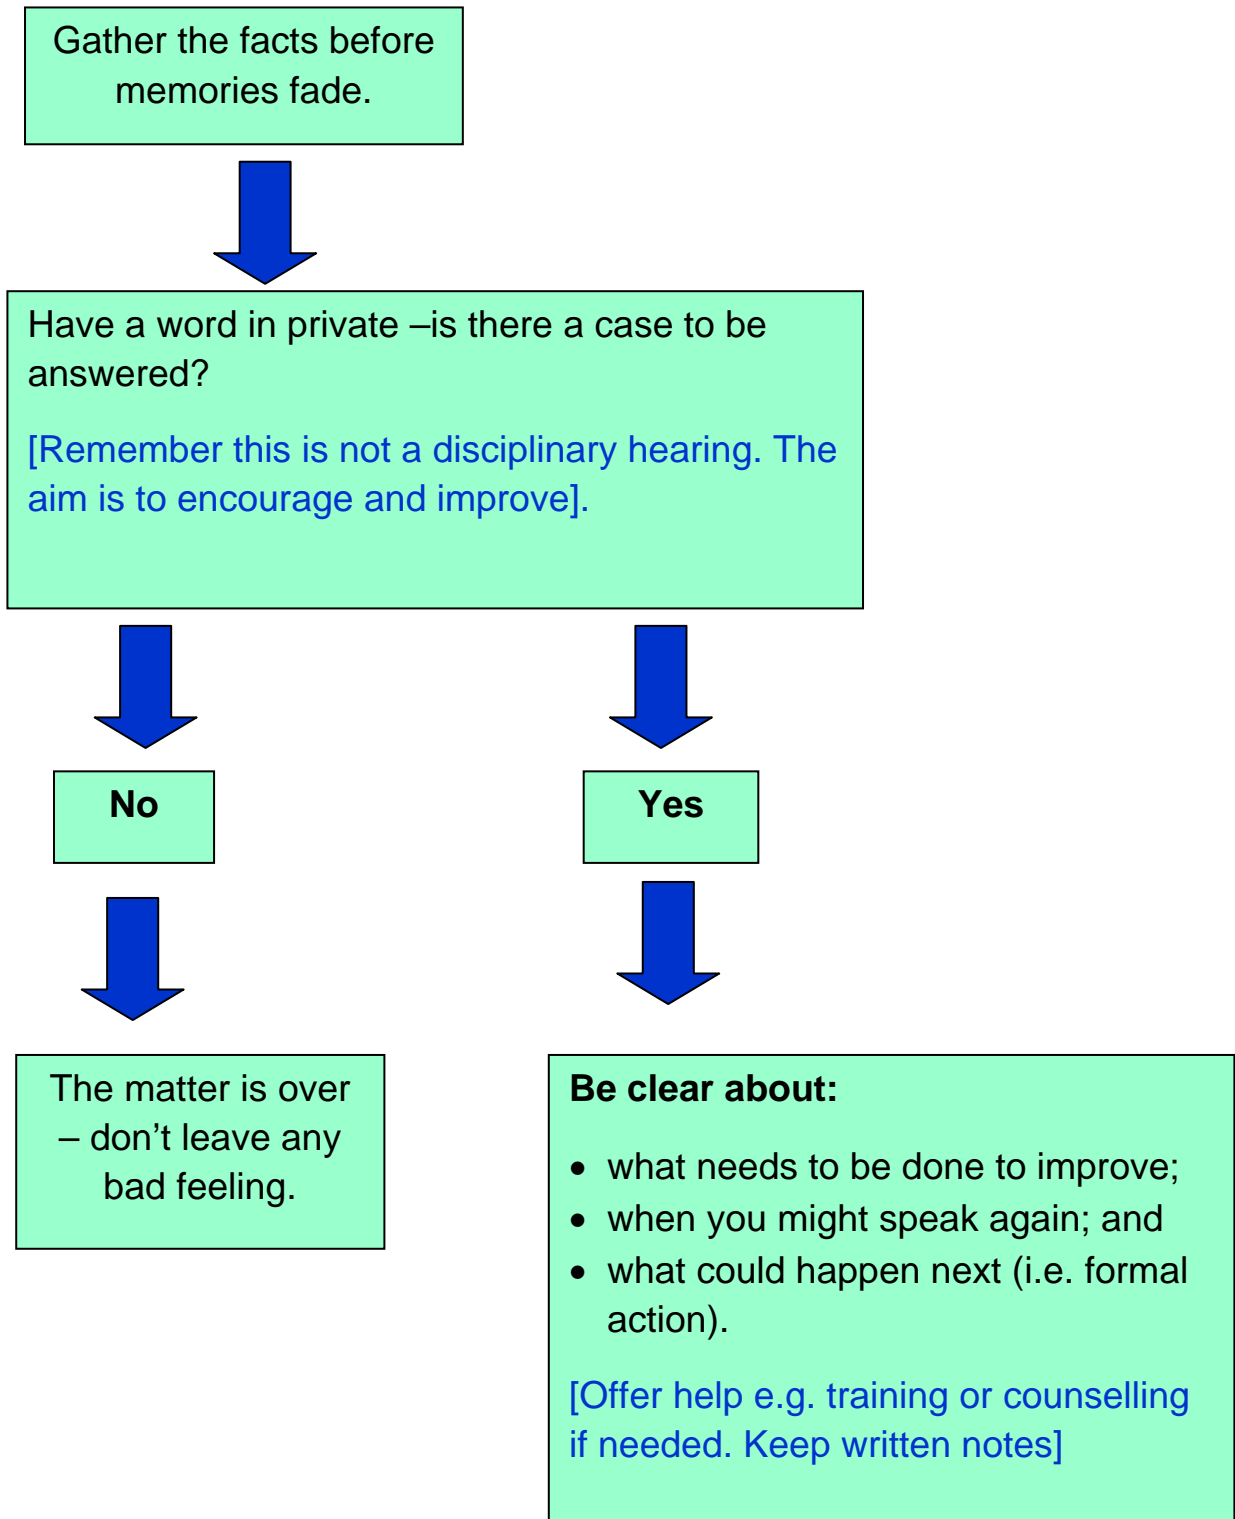 Gather the facts before
memories fade.
Have a word in private –is there a case to be
answered?
[Remember this is not a disciplinary hearing. The
aim is to encourage and improve].
No
Yes
The matter is over
– don’t leave any
bad feeling.
Be clear about:
• what needs to be done to improve;
• when you might speak again; and
• what could happen next (i.e. formal
action).
[Offer help e.g. training or counselling
if needed. Keep written notes]